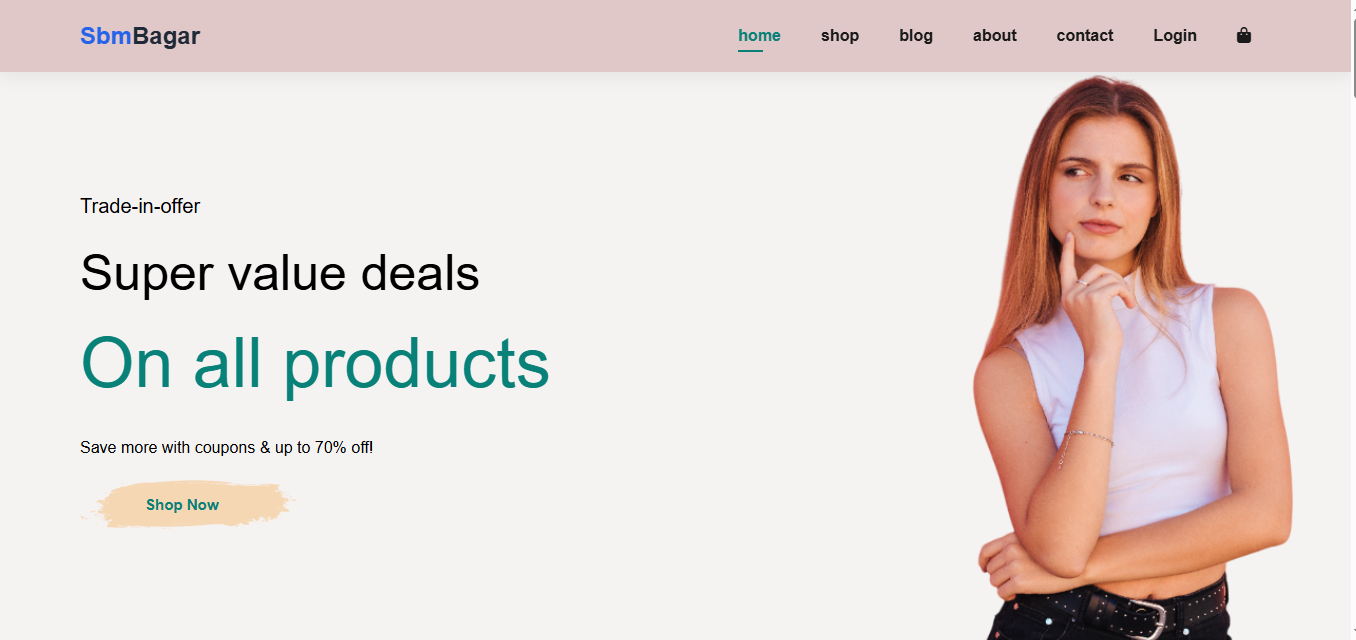 SbmBagar
home shop blog about contact Login
Trade-in-offer
Super value deals
On all products
Save more with coupons & up to 70% off!
Shop Now